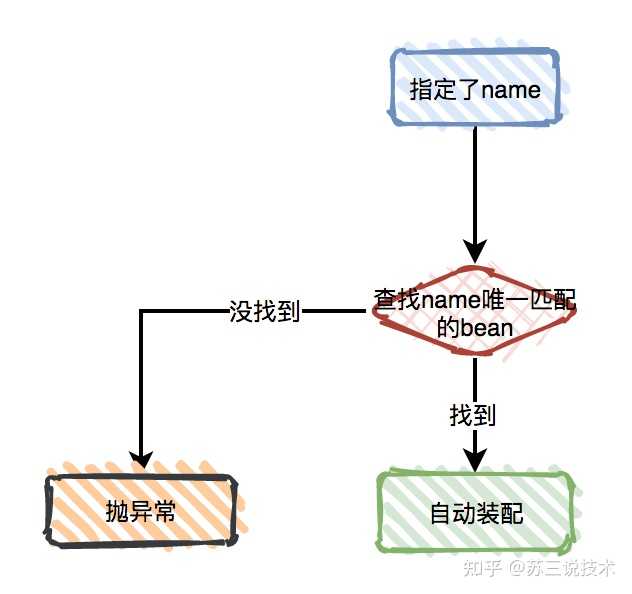 指定了name
查找name唯一匹配
的bean
没找到
找到
抛异常
自动装配
知乎 @苏三说技术